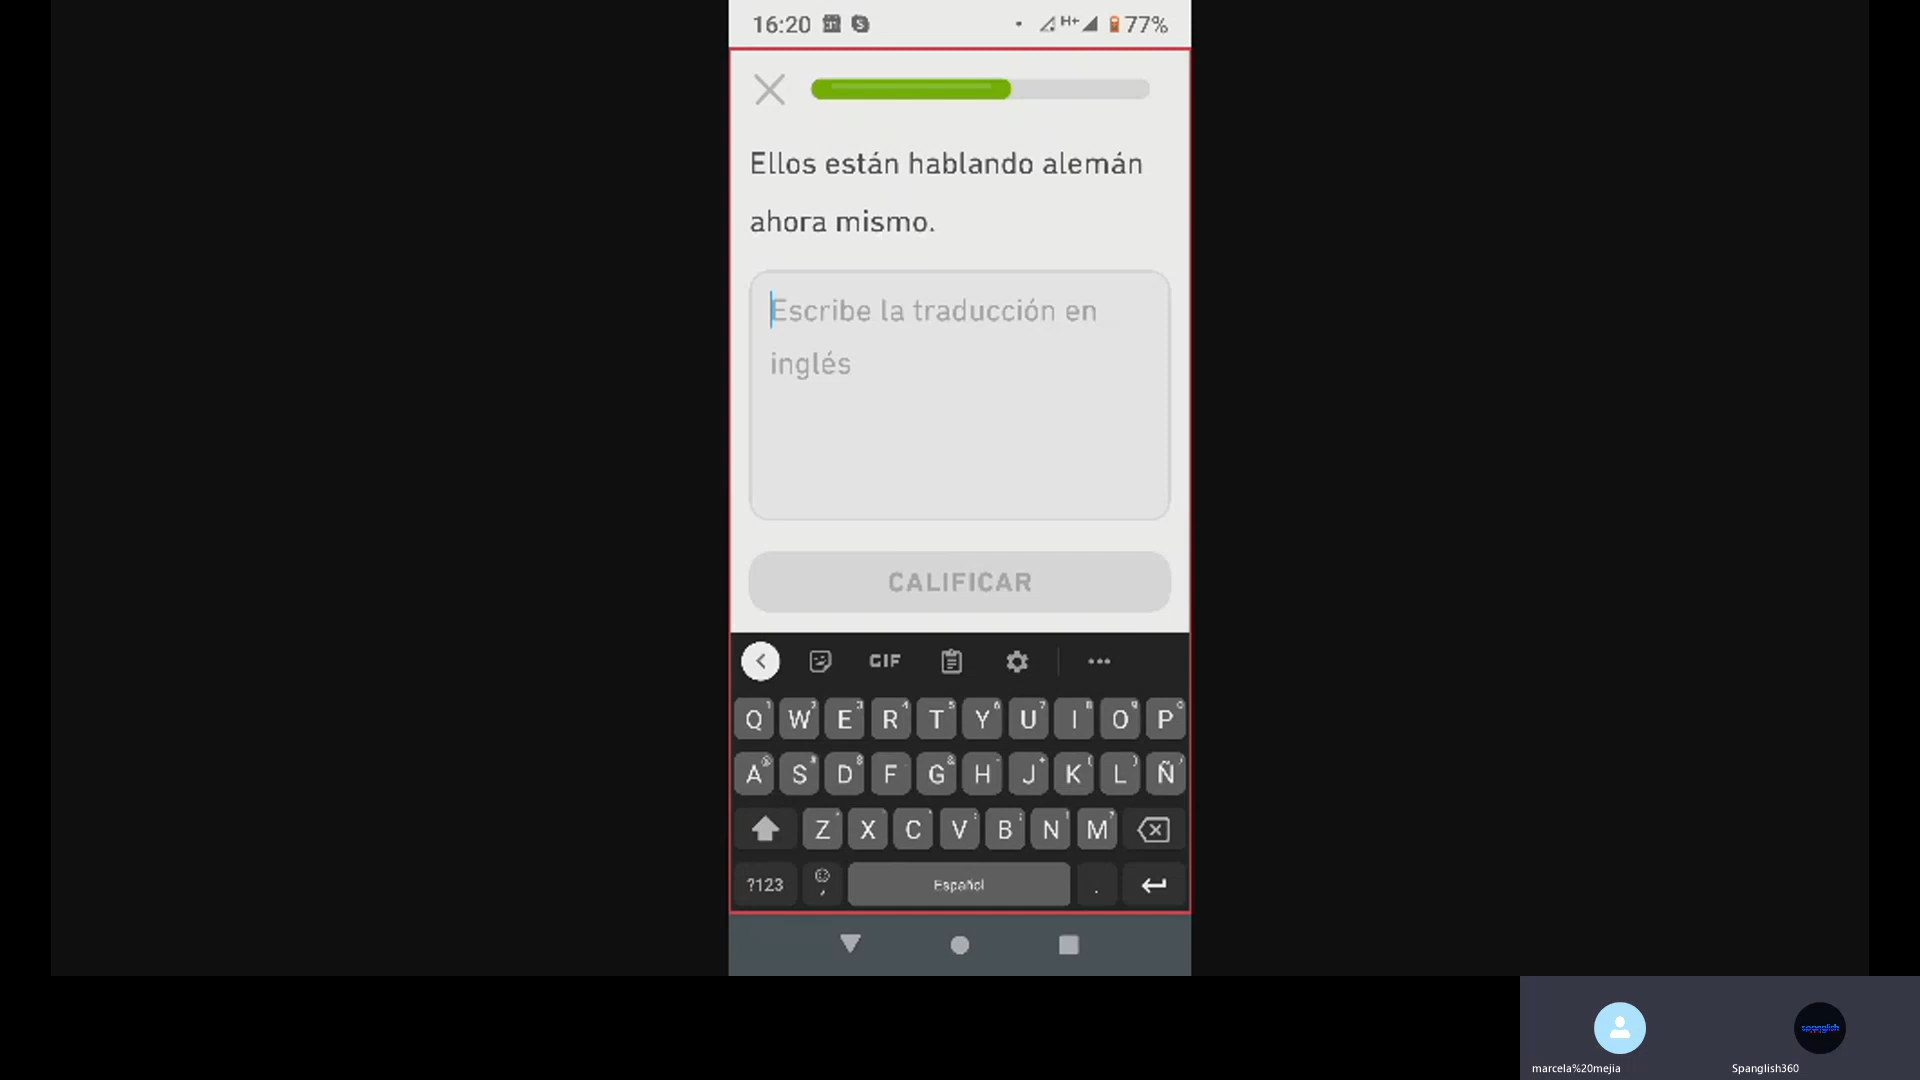 16:20
H+ 77%
Ellos están hablando alemán
ahora mismo.
Escribe la traducción en
inglés
CALIFICAR
GIF
Q W E R T Y U I O P
A S D F G H J K L Ñ
Z X C V B N M
?123 , Español .
spanglish
marcela%20mejia Spanglish360